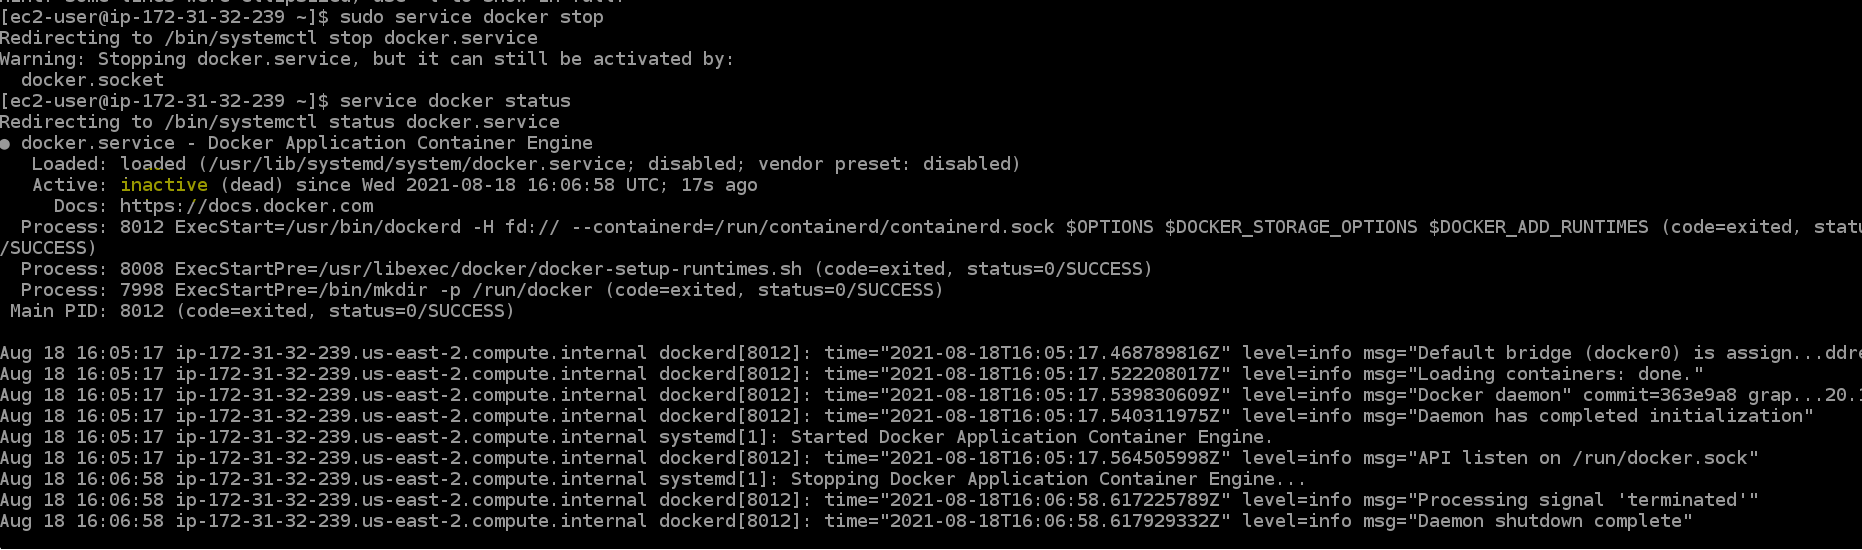 [ec2-user@ip-172-31-32-239 ~]$ sudo service docker stop
Redirecting to /bin/systemctl stop docker.service
Warning: Stopping docker.service, but it can still be activated by:
  docker.socket
[ec2-user@ip-172-31-32-239 ~]$ service docker status
Redirecting to /bin/systemctl status docker.service
● docker.service - Docker Application Container Engine
   Loaded: loaded (/usr/lib/systemd/system/docker.service; disabled; vendor preset: disabled)
   Active: inactive (dead) since Wed 2021-08-18 16:06:58 UTC; 17s ago
     Docs: https://docs.docker.com
  Process: 8012 ExecStart=/usr/bin/dockerd -H fd:// --containerd=/run/containerd/containerd.sock $OPTIONS $DOCKER_STORAGE_OPTIONS $DOCKER_ADD_RUNTIMES (code=exited, statu
/SUCCESS)
  Process: 8008 ExecStartPre=/usr/libexec/docker/docker-setup-runtimes.sh (code=exited, status=0/SUCCESS)
  Process: 7998 ExecStartPre=/bin/mkdir -p /run/docker (code=exited, status=0/SUCCESS)
 Main PID: 8012 (code=exited, status=0/SUCCESS)
Aug 18 16:05:17 ip-172-31-32-239.us-east-2.compute.internal dockerd[8012]: time="2021-08-18T16:05:17.468789816Z" level=info msg="Default bridge (docker0) is assign...ddre
Aug 18 16:05:17 ip-172-31-32-239.us-east-2.compute.internal dockerd[8012]: time="2021-08-18T16:05:17.522208017Z" level=info msg="Loading containers: done."
Aug 18 16:05:17 ip-172-31-32-239.us-east-2.compute.internal dockerd[8012]: time="2021-08-18T16:05:17.539830609Z" level=info msg="Docker daemon" commit=363e9a8 grap...20.1
Aug 18 16:05:17 ip-172-31-32-239.us-east-2.compute.internal dockerd[8012]: time="2021-08-18T16:05:17.540311975Z" level=info msg="Daemon has completed initialization"
Aug 18 16:05:17 ip-172-31-32-239.us-east-2.compute.internal systemd[1]: Started Docker Application Container Engine.
Aug 18 16:05:17 ip-172-31-32-239.us-east-2.compute.internal dockerd[8012]: time="2021-08-18T16:05:17.564505998Z" level=info msg="API listen on /run/docker.sock"
Aug 18 16:06:58 ip-172-31-32-239.us-east-2.compute.internal systemd[1]: Stopping Docker Application Container Engine...
Aug 18 16:06:58 ip-172-31-32-239.us-east-2.compute.internal dockerd[8012]: time="2021-08-18T16:06:58.617225789Z" level=info msg="Processing signal 'terminated'"
Aug 18 16:06:58 ip-172-31-32-239.us-east-2.compute.internal dockerd[8012]: time="2021-08-18T16:06:58.617929332Z" level=info msg="Daemon shutdown complete"